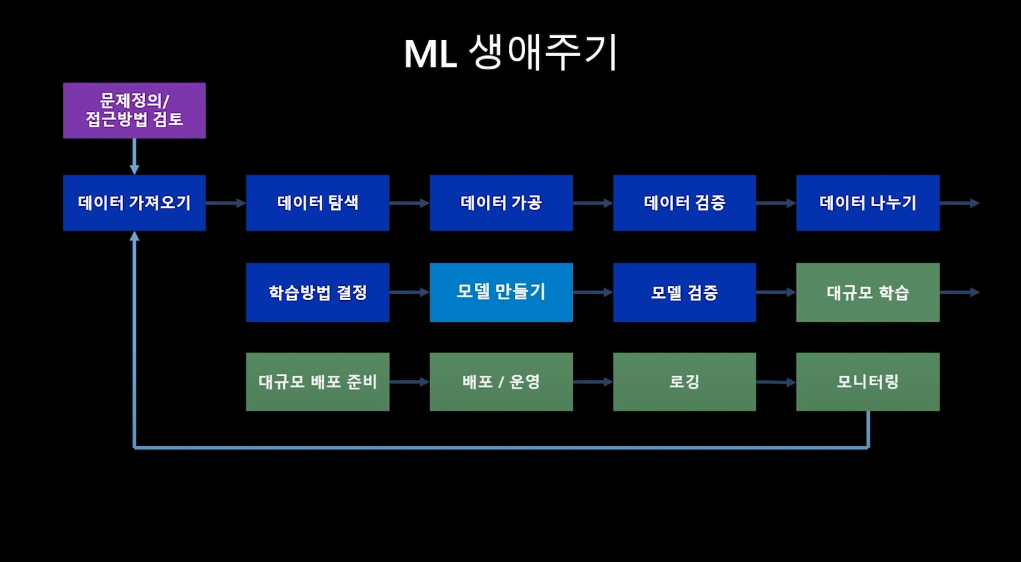 ML 생애주기
문제정의/
접근방법 검토
데이터 가져오기
데이터 탐색
데이터 가공
데이터 검증
데이터 나누기
학습방법 결정
모델 만들기
모델 검증
대규모 학습
대규모 배포 준비
배포 / 운영
로깅
모니터링